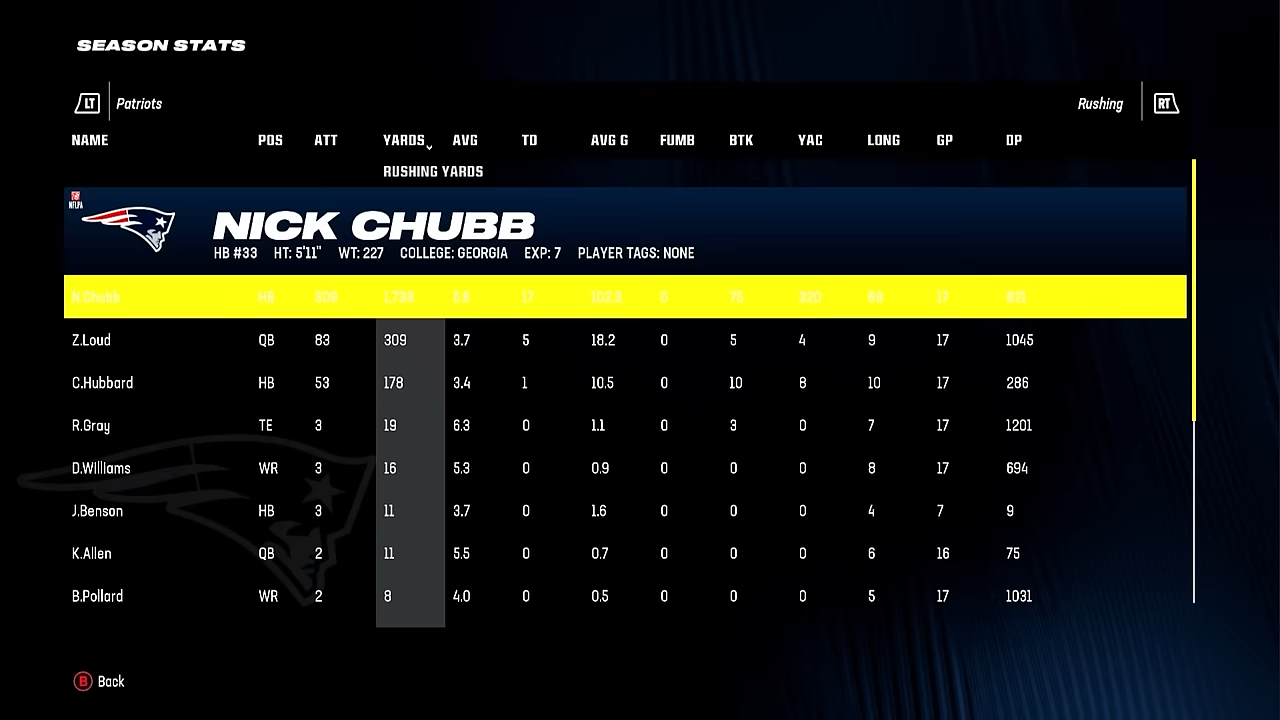 SEASON STATS
LT Patriots Rushing RT
NAME POS ATT YARDS AVG TD AVG G FUMB BTK YAC LONG GP DP
RUSHING YARDS
NFLPA
NICK CHUBB
HB #33 HT: 5'11" WT: 227 COLLEGE: GEORGIA EXP: 7 PLAYER TAGS: NONE
N.Chubb HB 17 0 75 17
Z.Loud QB 83 309 3.7 5 18.2 0 5 4 9 17 1045
C.Hubbard HB 53 178 3.4 1 10.5 0 10 8 10 17 286
R.Gray TE 3 19 6.3 0 1.1 0 3 0 7 17 1201
D.Williams WR 3 16 5.3 0 0.9 0 0 0 8 17 694
J.Benson HB 3 11 3.7 0 1.6 0 0 0 4 7 9
K.Allen QB 2 11 5.5 0 0.7 0 0 0 6 16 75
B.Pollard WR 2 8 4.0 0 0.5 0 0 0 5 17 1031
B Back